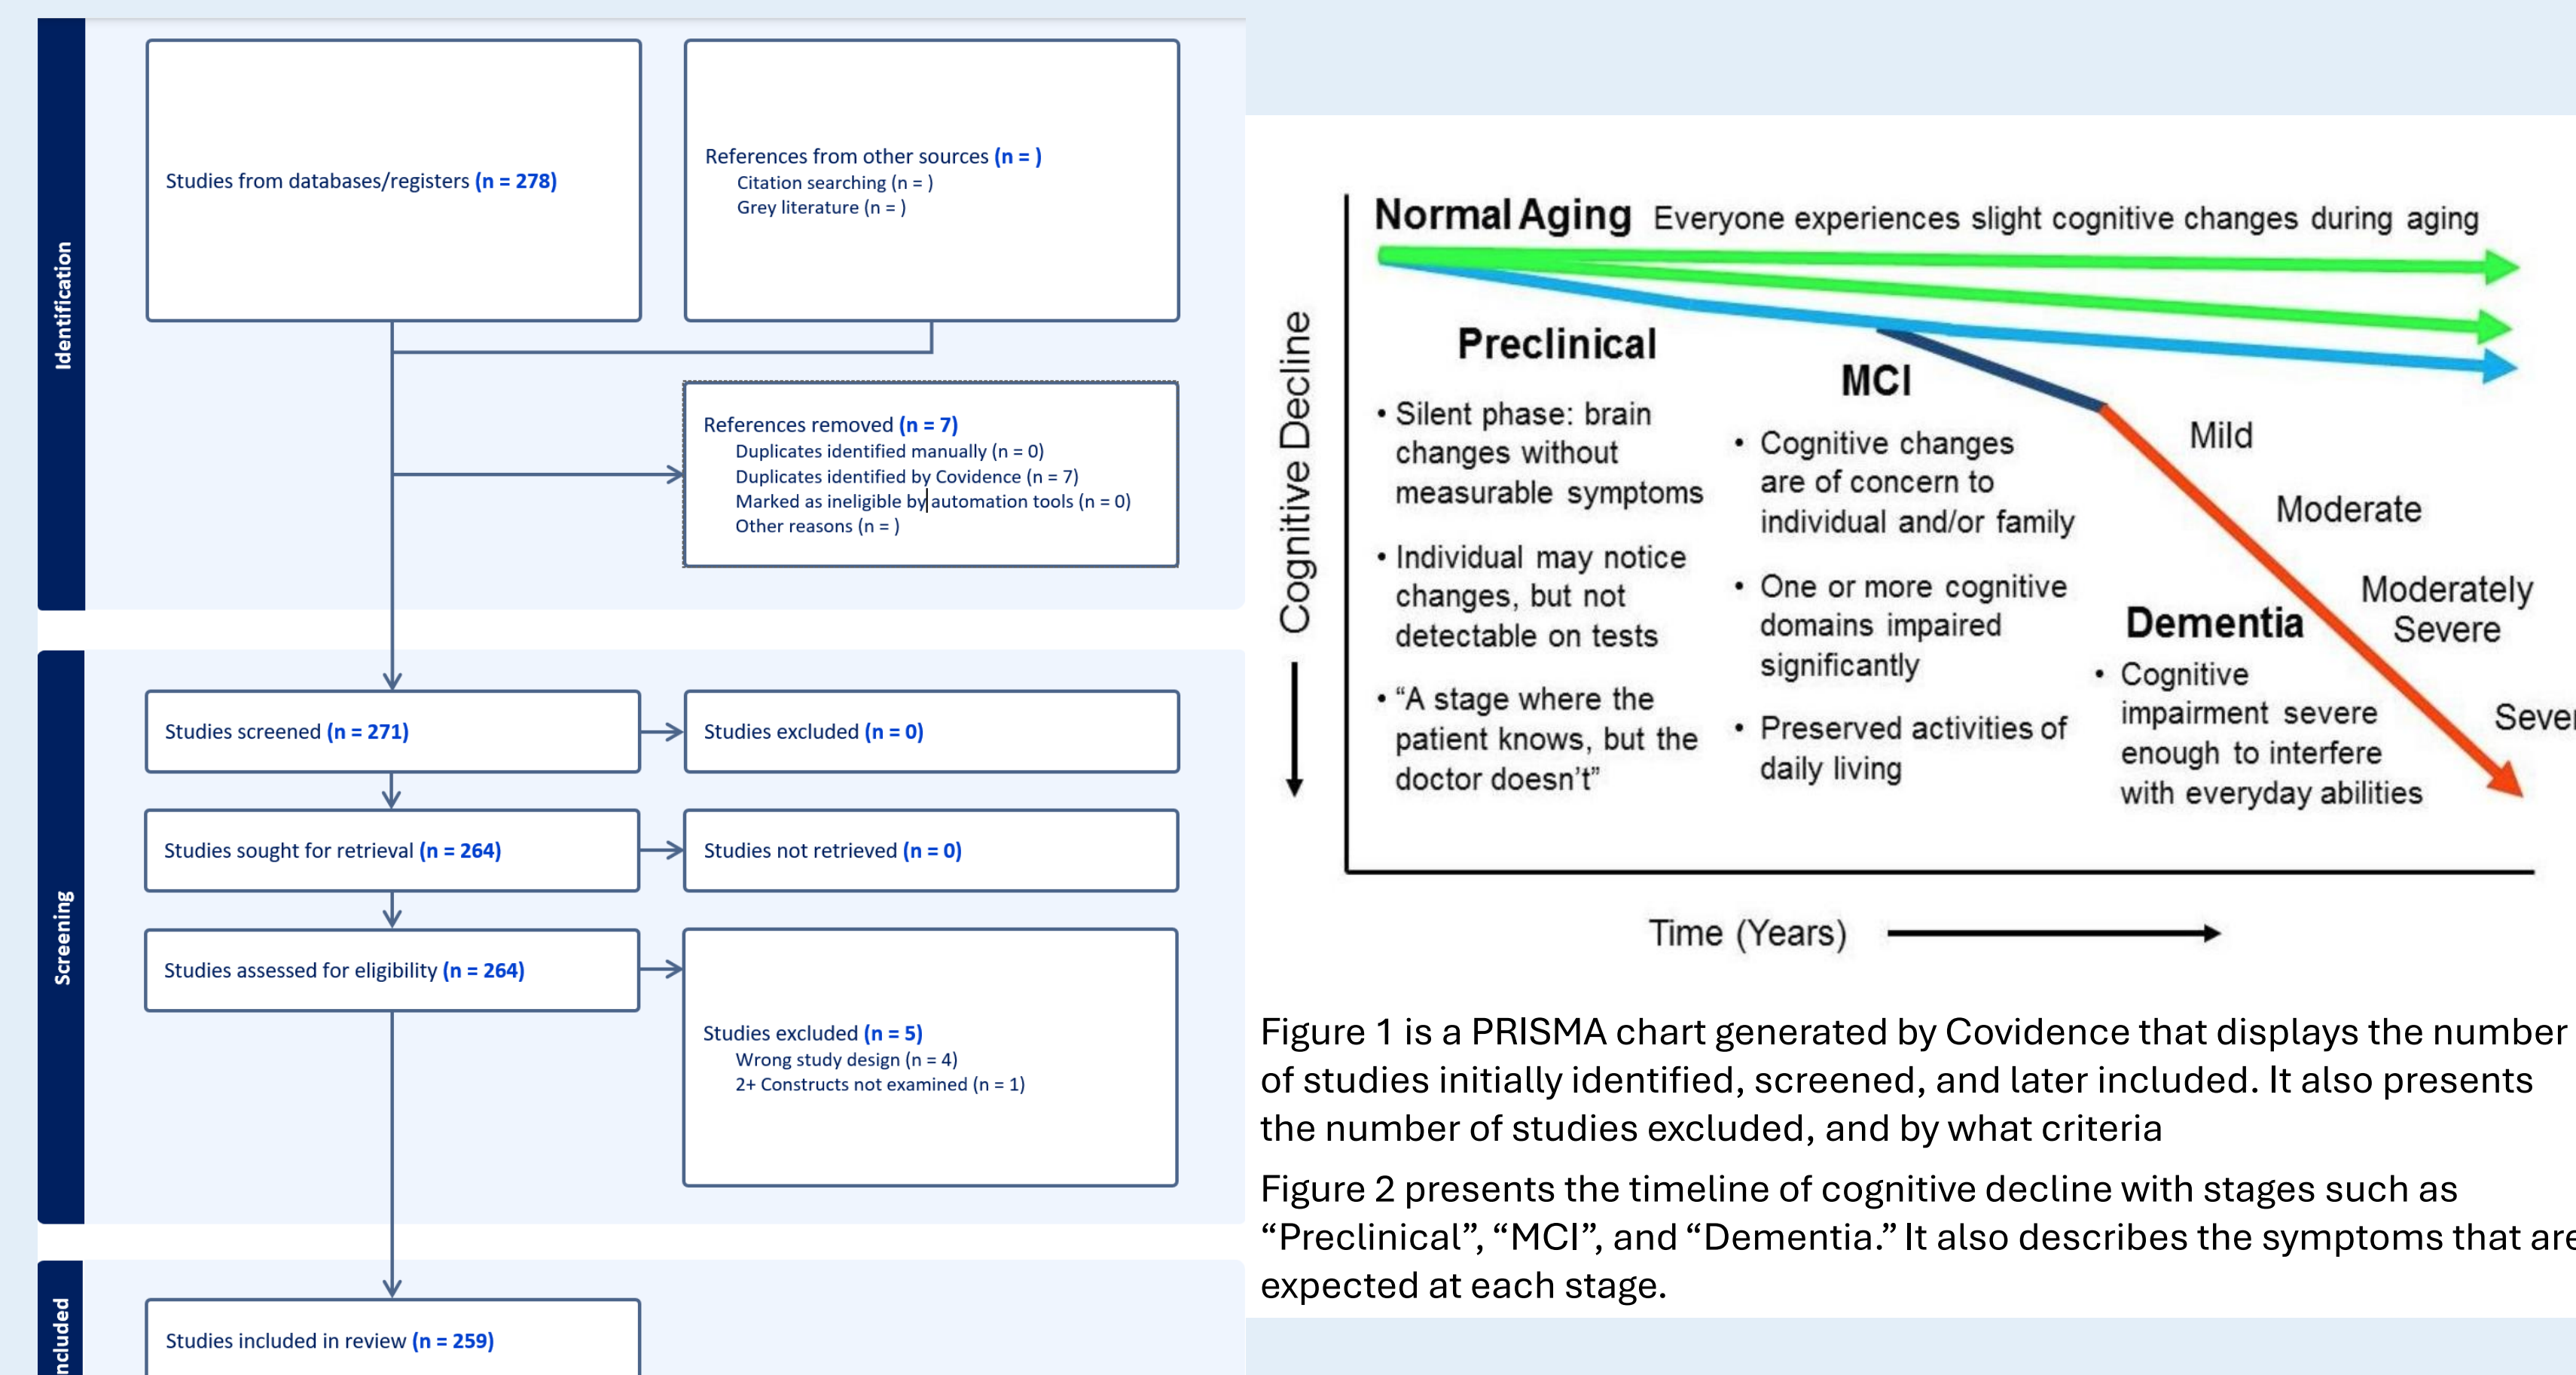 Identification
Studies from databases/registers (n = 278)
References from other sources (n = )
Citation searching (n = )
Grey literature (n = )
References removed (n = 7)
Duplicates identified manually (n = 0)
Duplicates identified by Covidence (n = 7)
Marked as ineligible by automation tools (n = 0)
Other reasons (n = )
Screening
Studies screened (n = 271)
Studies excluded (n = 0)
Studies sought for retrieval (n = 264)
Studies not retrieved (n = 0)
Studies assessed for eligibility (n = 264)
Studies excluded (n = 5)
Wrong study design (n = 4)
2+ Constructs not examined (n = 1)
ncluded
Studies included in review (n = 259)
Cognitive Decline
Normal Aging Everyone experiences slight cognitive changes during aging
Preclinical
• Silent phase: brain
changes without
measurable symptoms
• Individual may notice
changes, but not
detectable on tests
• “A stage where the
patient knows, but the
doctor doesn’t”
MCI
• Cognitive changes
are of concern to
individual and/or family
• One or more cognitive
domains impaired
significantly
• Preserved activities of
daily living
Dementia
• Cognitive
impairment severe
enough to interfere
with everyday abilities
Mild
Moderate
Moderately
Severe
Sever
Time (Years)
Figure 1 is a PRISMA chart generated by Covidence that displays the number
of studies initially identified, screened, and later included. It also presents
the number of studies excluded, and by what criteria
Figure 2 presents the timeline of cognitive decline with stages such as
“Preclinical”, “MCI”, and “Dementia.” It also describes the symptoms that are
expected at each stage.